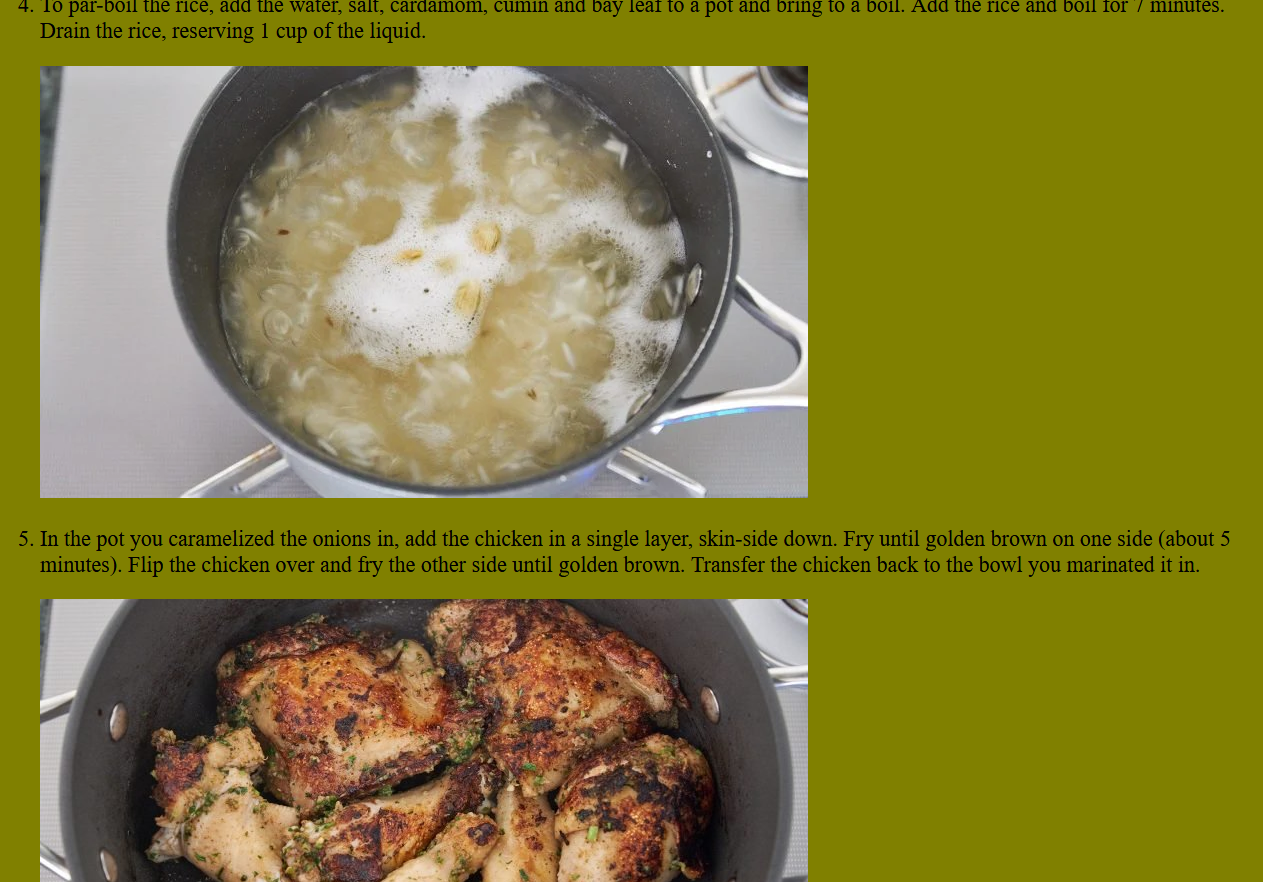 4. To par-boil the rice, add the water, salt, cardamom, cumin and bay leaf to a pot and bring to a boil. Add the rice and boil for 7 minutes.
Drain the rice, reserving 1 cup of the liquid.
5. In the pot you caramelized the onions in, add the chicken in a single layer, skin-side down. Fry until golden brown on one side (about 5
minutes). Flip the chicken over and fry the other side until golden brown. Transfer the chicken back to the bowl you marinated it in.